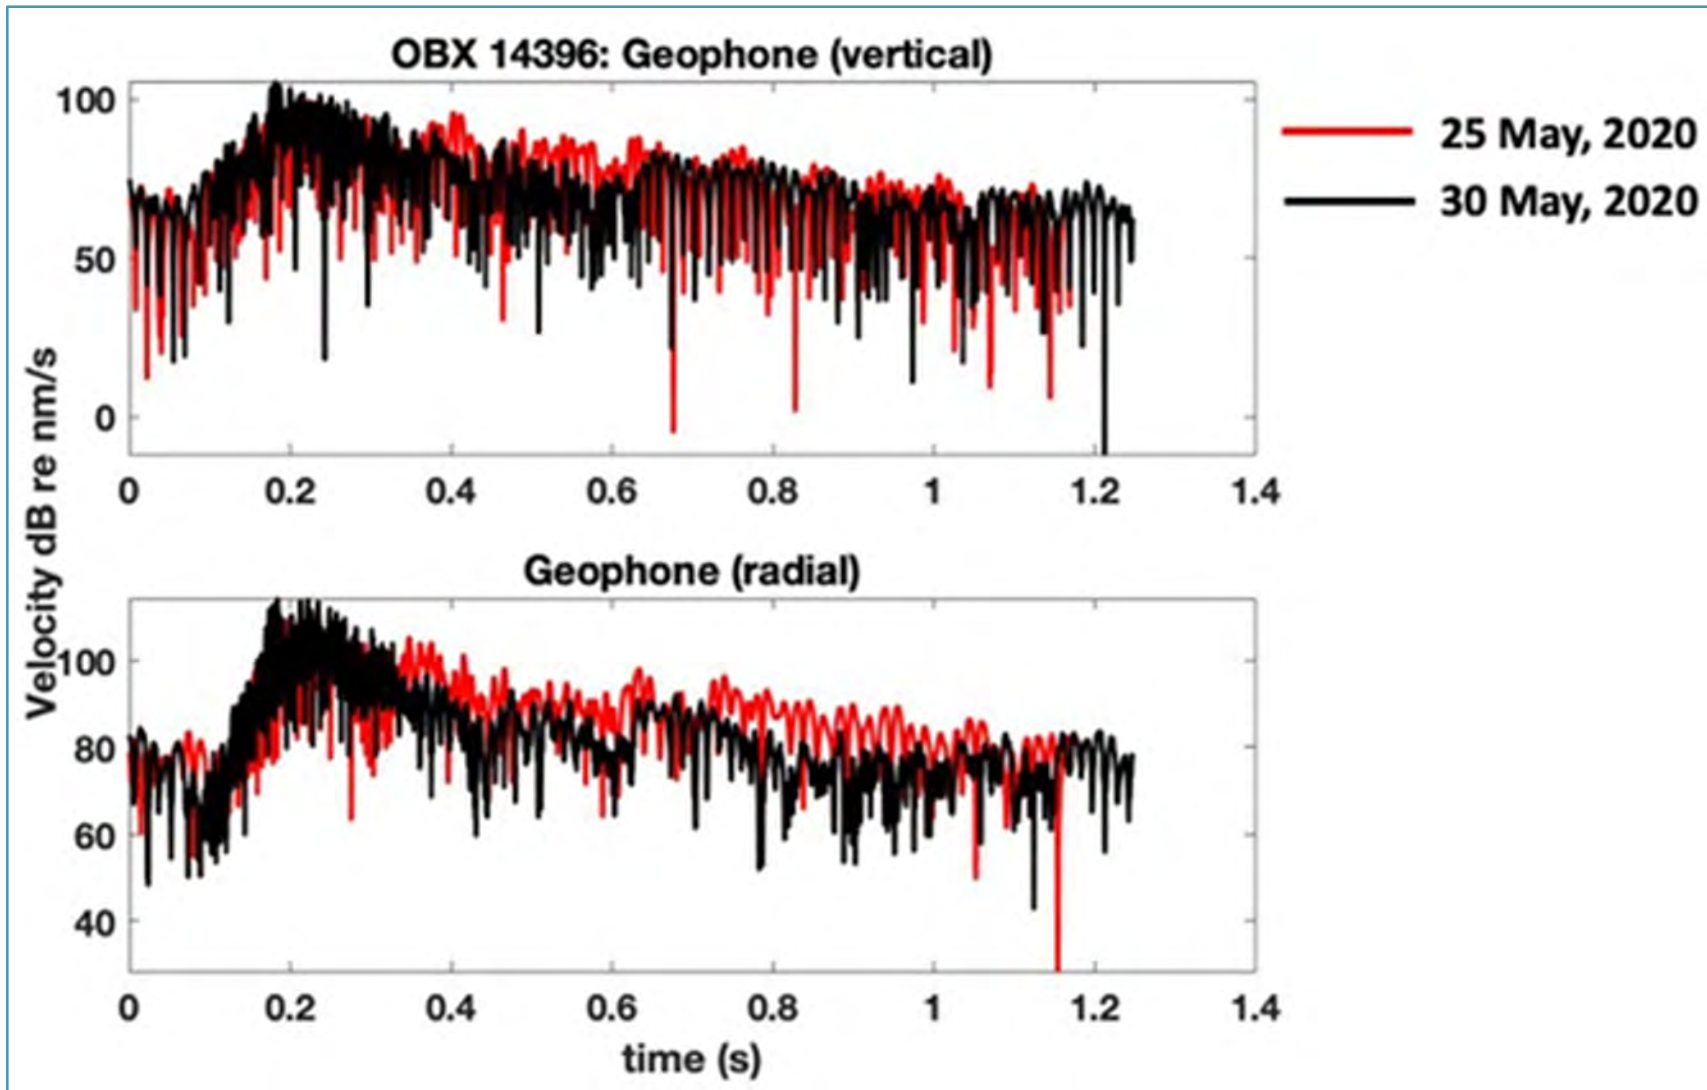 OBX 14396: Geophone (vertical)
100
50
0
0 0.2 0.4 0.6 0.8 1 1.2 1.4
25 May, 2020
30 May, 2020
Velocity dB re nm/s
Geophone (radial)
100
80
60
40
0 0.2 0.4 0.6 0.8 1 1.2 1.4
time (s)